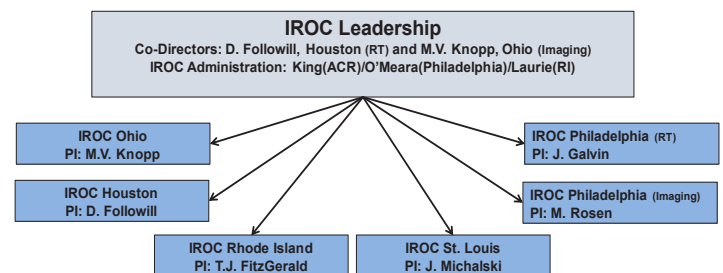 IROC Leadership
Co-Directors: D. Followill, Houston (RT) and M.V. Knopp, Ohio (Imaging)
IROC Administration: King(ACR)/O’Meara(Philadelphia)/Laurie(RI)
IROC Ohio
PI: M.V. Knopp
IROC Philadelphia (RT)
PI: J. Galvin
IROC Houston
PI: D. Followill
IROC Philadelphia (Imaging)
PI: M. Rosen
IROC Rhode Island
PI: T.J. FitzGerald
IROC St. Louis
PI: J. Michalski